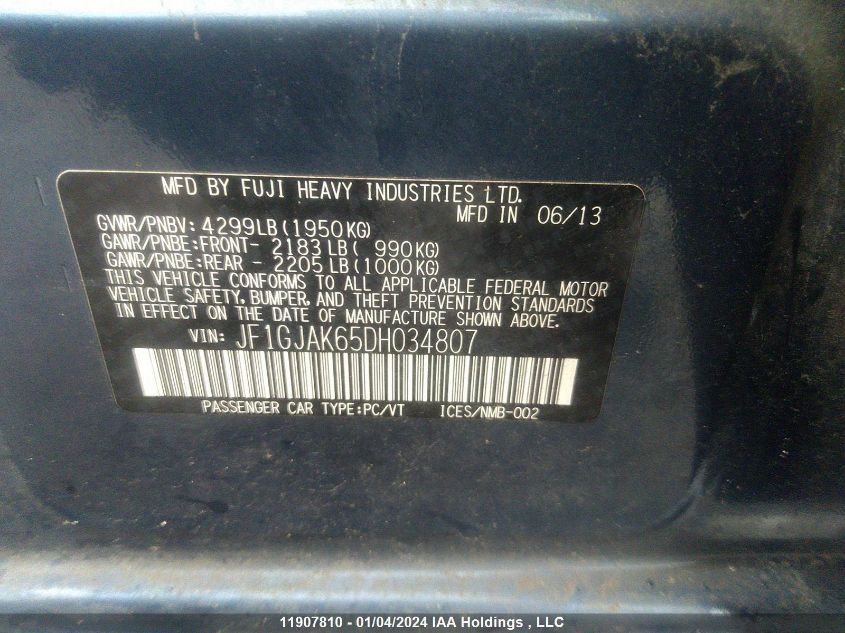 MFD BY FUJI HEAVY INDUSTRIES LTD.
MFD IN 06/13
GVWR/PNBV: 4299LB(1950KG)
GAWR/PNBE:FRONT- 2183LB( 990KG)
GAWR/PNBE:REAR - 2205LB(1000KG)
THIS VEHICLE CONFORMS TO ALL APPLICABLE FEDERAL MOTOR
VEHICLE SAFETY, BUMPER, AND THEFT PREVENTION STANDARDS
IN EFFECT ON THE DATE OF MANUFACTURE SHOWN ABOVE.
VIN: JF1GJAK65DH034807
PASSENGER CAR TYPE:PC/VT ICES/NMB-002
11907810 - 01/04/2024 IAA Holdings , LLC